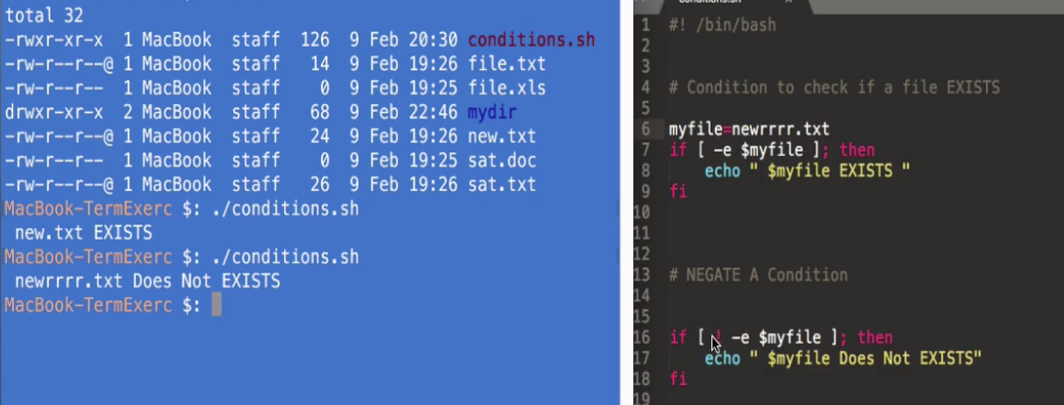 total 32
-rwxr-xr-x 1 MacBook staff 126 9 Feb 20:30 conditions.sh
-rw-r--r--@ 1 MacBook staff 14 9 Feb 19:26 file.txt
-rw-r--r-- 1 MacBook staff 0 9 Feb 19:25 file.xls
drwxr-xr-x 2 MacBook staff 68 9 Feb 22:46 mydir
-rw-r--r--@ 1 MacBook staff 24 9 Feb 19:26 new.txt
-rw-r--r-- 1 MacBook staff 0 9 Feb 19:25 sat.doc
-rw-r--r--@ 1 MacBook staff 26 9 Feb 19:26 sat.txt
MacBook-TermExerc $: ./conditions.sh
new.txt EXISTS
MacBook-TermExerc $: ./conditions.sh
newrrrr.txt Does Not EXISTS
MacBook-TermExerc $:
1 #! /bin/bash
2
3
4 # Condition to check if a file EXISTS
5
6 myfile=newrrrr.txt
7 if [ -e $myfile ]; then
8 echo " $myfile EXISTS "
9 fi
10
11
12
13 # NEGATE A Condition
14
15
16 if [ ! -e $myfile ]; then
17 echo " $myfile Does Not EXISTS"
18 fi
19